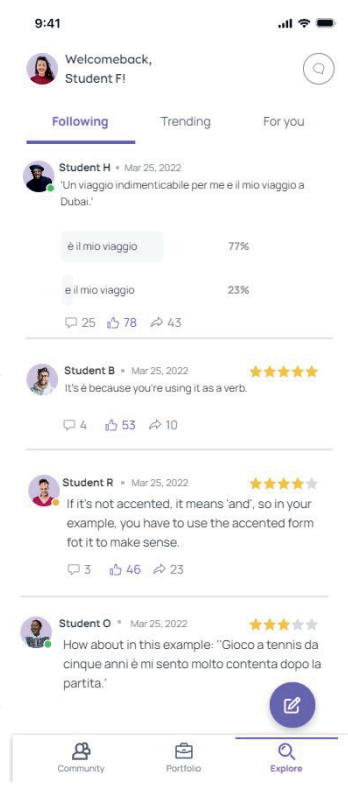 9:41
Welcomeback,
Student F!
Following Trending For you
Student H • Mar 25, 2022
'Un viaggio indimenticabile per me e il mio viaggio a
Dubai.'
è il mio viaggio 77%
e il mio viaggio 23%
25 78 43
Student B • Mar 25, 2022
It's è because you're using it as a verb.
4 53 10
Student R • Mar 25, 2022
If it's not accented, it means 'and', so in your
example, you have to use the accented form
fot it to make sense.
3 46 23
Student O • Mar 25, 2022
How about in this example: "Gioco a tennis da
cinque anni è mi sento molto contenta dopo la
partita.'
Community Portfolio Explore